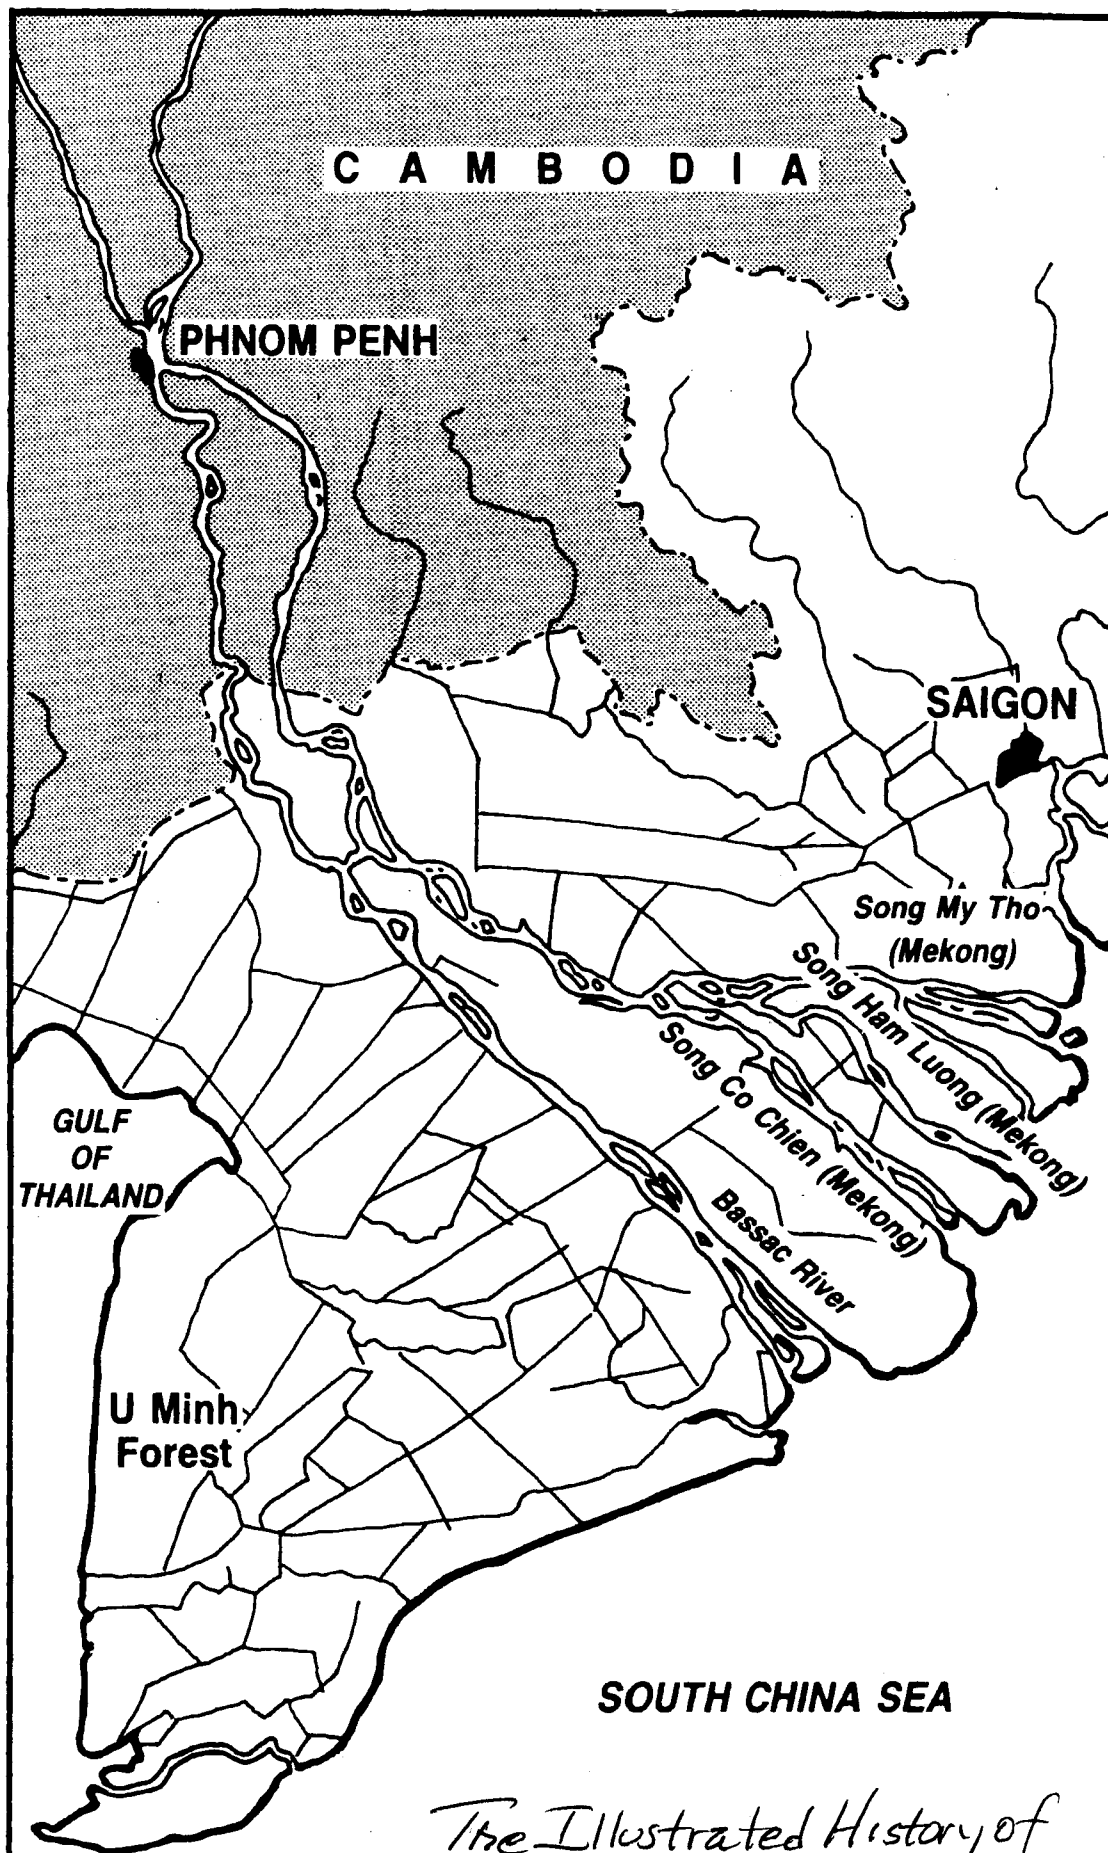 CAMBODIA
PHNOM PENH
SAIGON
Song My Tho
(Mekong)
Song Ham Luong (Mekong)
Song Co Chien (Mekong)
Bassac River
GULF
OF
THAILAND
U Minh
Forest
SOUTH CHINA SEA
The Illustrated History of